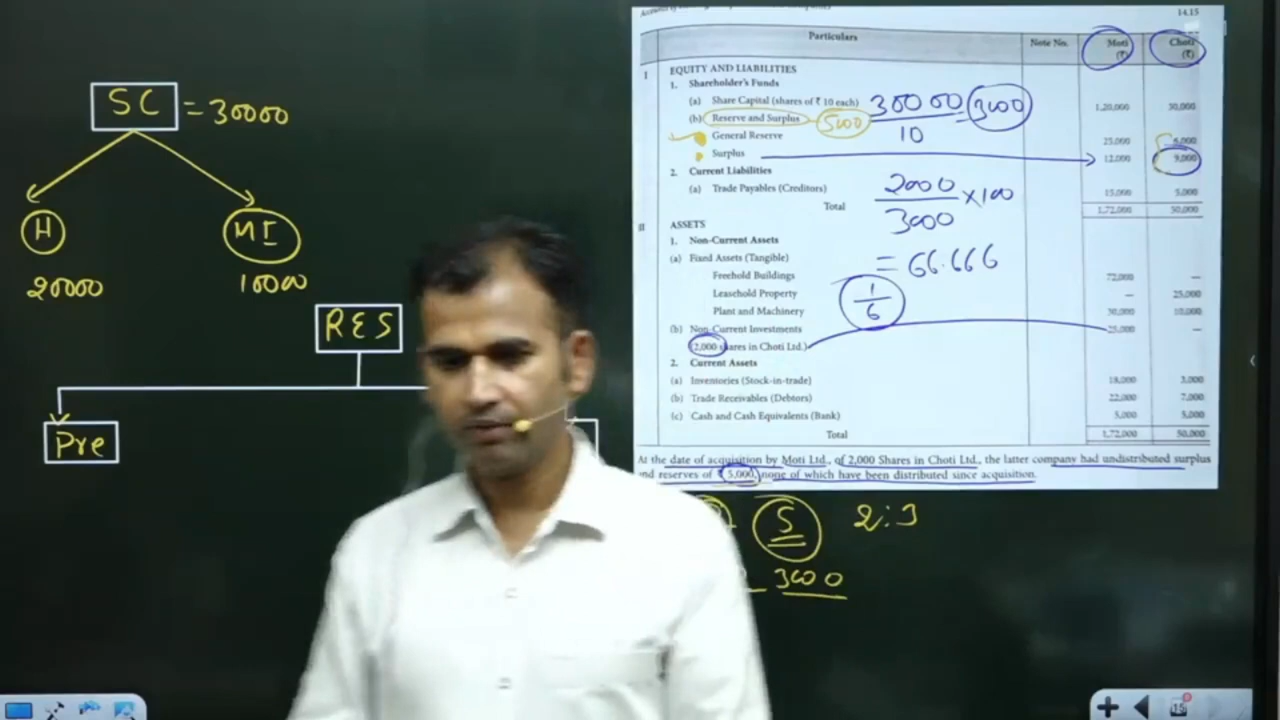 14.15
Particulars Note No. Moti (₹) Choti (₹)
I EQUITY AND LIABILITIES
1. Shareholder's Funds
(a) Share Capital (shares of ₹ 10 each) 1,20,000 30,000
(b) Reserve and Surplus
General Reserve 25,000
Surplus 12,000 9,000
2. Current Liabilities
(a) Trade Payables (Creditors) 15,000 5,000
Total 1,72,000 50,000
II ASSETS
1. Non-Current Assets
(a) Fixed Assets (Tangible)
Freehold Buildings 72,000 —
Leasehold Property — 25,000
Plant and Machinery 30,000 10,000
(b) Non-Current Investments 25,000 —
(2,000 shares in Choti Ltd.)
2. Current Assets
(a) Inventories (Stock-in-trade) 18,000 3,000
(b) Trade Receivables (Debtors) 22,000 7,000
(c) Cash and Cash Equivalents (Bank) 5,000 5,000
Total 1,72,000 50,000
At the date of acquisition by Moti Ltd., of 2,000 Shares in Choti Ltd., the latter company had undistributed surplus
and reserves of ₹ 5,000, none of which have been distributed since acquisition.
5000
30000 = 3000
10
2000 × 100
3000
= 66.666
1
6
SC = 30000
H MI
20000 10000
RES
Pre
S 2:3
3000